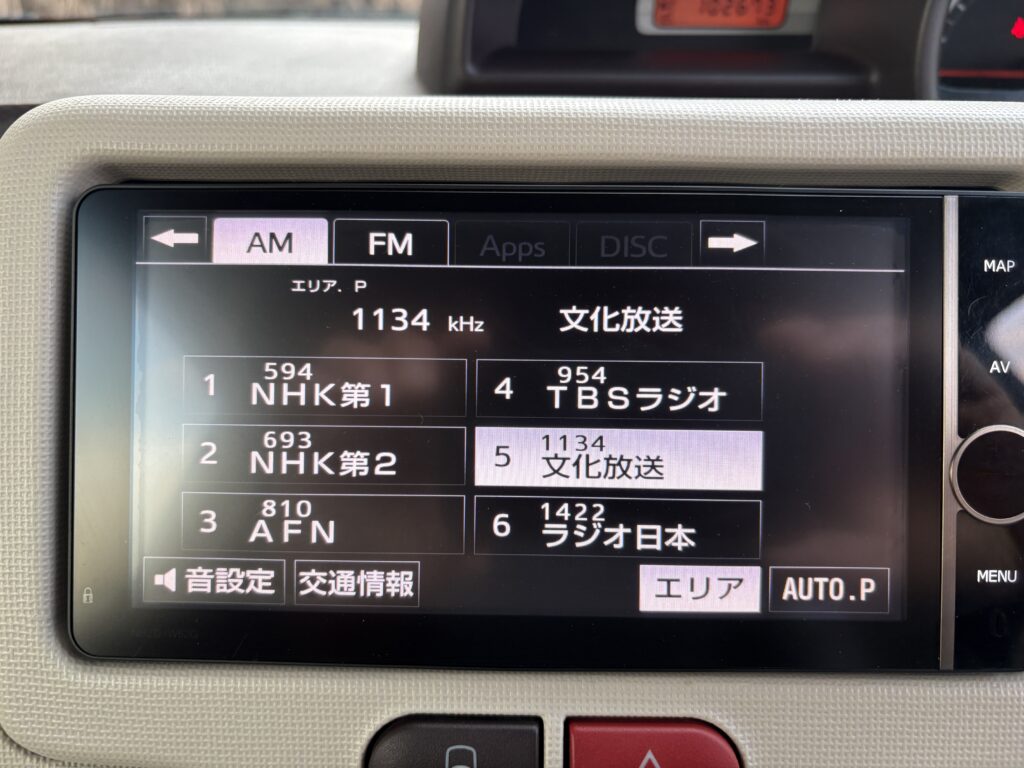 102673
← AM FM Apps DISC →
エリア. P
1134 kHz 文化放送
1 594 NHK第1
2 693 NHK第2
3 810 AFN
4 954 TBSラジオ
5 1134 文化放送
6 1422 ラジオ日本
音設定 交通情報 エリア AUTO.P
MAP
AV
MENU